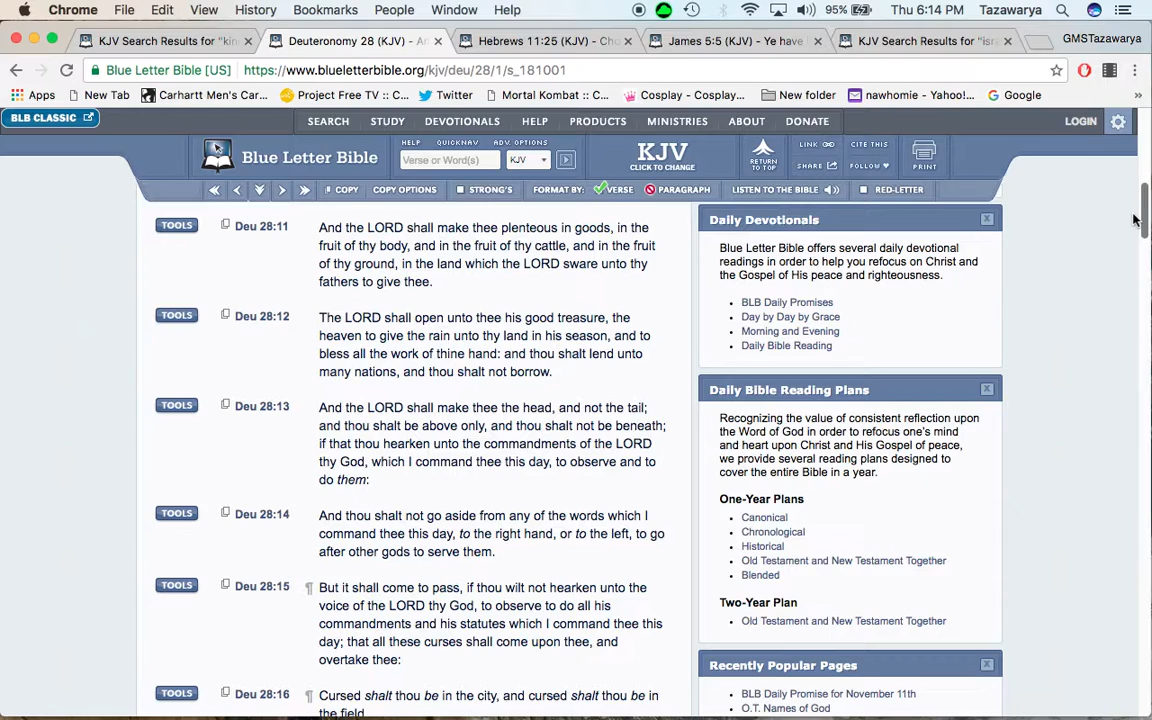 Chrome File Edit View History Bookmarks People Window Help 95% Thu 6:14 PM Tazawarya
KJV Search Results for "kin
Deuteronomy 28 (KJV) - An
Hebrews 11:25 (KJV) - Cho
James 5:5 (KJV) - Ye have l
KJV Search Results for "isra
GMSTazawarya
Blue Letter Bible [US] https://www.blueletterbible.org/kjv/deu/28/1/s_181001
Apps New Tab Carhartt Men's Car... Project Free TV :: C... Twitter Mortal Kombat :: C... Cosplay - Cosplay... New folder nawhomie - Yahoo!... Google »
BLB CLASSIC
SEARCH STUDY DEVOTIONALS HELP PRODUCTS MINISTRIES ABOUT DONATE LOGIN
Blue Letter Bible
HELP QUICKNAV ADV. OPTIONS
Verse or Word(s) KJV
KJV
CLICK TO CHANGE
RETURN
TO TOP
LINK CITE THIS
SHARE FOLLOW
PRINT
COPY COPY OPTIONS STRONG'S FORMAT BY: VERSE PARAGRAPH LISTEN TO THE BIBLE RED-LETTER
TOOLS Deu 28:11 And the LORD shall make thee plenteous in goods, in the
fruit of thy body, and in the fruit of thy cattle, and in the fruit
of thy ground, in the land which the LORD sware unto thy
fathers to give thee.
TOOLS Deu 28:12 The LORD shall open unto thee his good treasure, the
heaven to give the rain unto thy land in his season, and to
bless all the work of thine hand: and thou shalt lend unto
many nations, and thou shalt not borrow.
TOOLS Deu 28:13 And the LORD shall make thee the head, and not the tail;
and thou shalt be above only, and thou shalt not be beneath;
if that thou hearken unto the commandments of the LORD
thy God, which I command thee this day, to observe and to
do them:
TOOLS Deu 28:14 And thou shalt not go aside from any of the words which I
command thee this day, to the right hand, or to the left, to go
after other gods to serve them.
TOOLS Deu 28:15 ¶ But it shall come to pass, if thou wilt not hearken unto the
voice of the LORD thy God, to observe to do all his
commandments and his statutes which I command thee this
day; that all these curses shall come upon thee, and
overtake thee:
TOOLS Deu 28:16 ¶ Cursed shalt thou be in the city, and cursed shalt thou be in
the field.
Daily Devotionals
Blue Letter Bible offers several daily devotional
readings in order to help you refocus on Christ and
the Gospel of His peace and righteousness.
• BLB Daily Promises
• Day by Day by Grace
• Morning and Evening
• Daily Bible Reading
Daily Bible Reading Plans
Recognizing the value of consistent reflection upon
the Word of God in order to refocus one's mind
and heart upon Christ and His Gospel of peace,
we provide several reading plans designed to
cover the entire Bible in a year.
One-Year Plans
• Canonical
• Chronological
• Historical
• Old Testament and New Testament Together
• Blended
Two-Year Plan
• Old Testament and New Testament Together
Recently Popular Pages
• BLB Daily Promise for November 11th
• O.T. Names of God